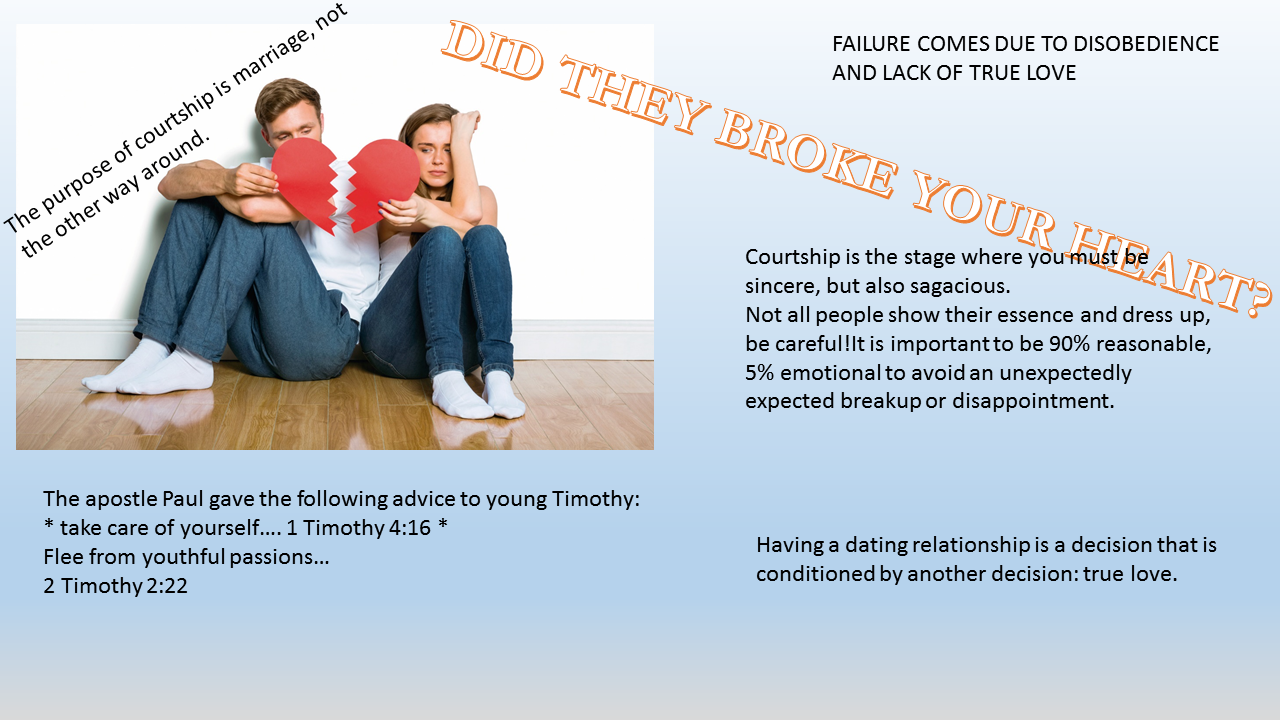 The purpose of courtship is marriage, not
the other way around.
DID THEY BROKE YOUR HEART?
FAILURE COMES DUE TO DISOBEDIENCE
AND LACK OF TRUE LOVE
Courtship is the stage where you must be
sincere, but also sagacious.
Not all people show their essence and dress up,
be careful!It is important to be 90% reasonable,
5% emotional to avoid an unexpectedly
expected breakup or disappointment.
The apostle Paul gave the following advice to young Timothy:
* take care of yourself.... 1 Timothy 4:16 *
Flee from youthful passions...
2 Timothy 2:22
Having a dating relationship is a decision that is
conditioned by another decision: true love.